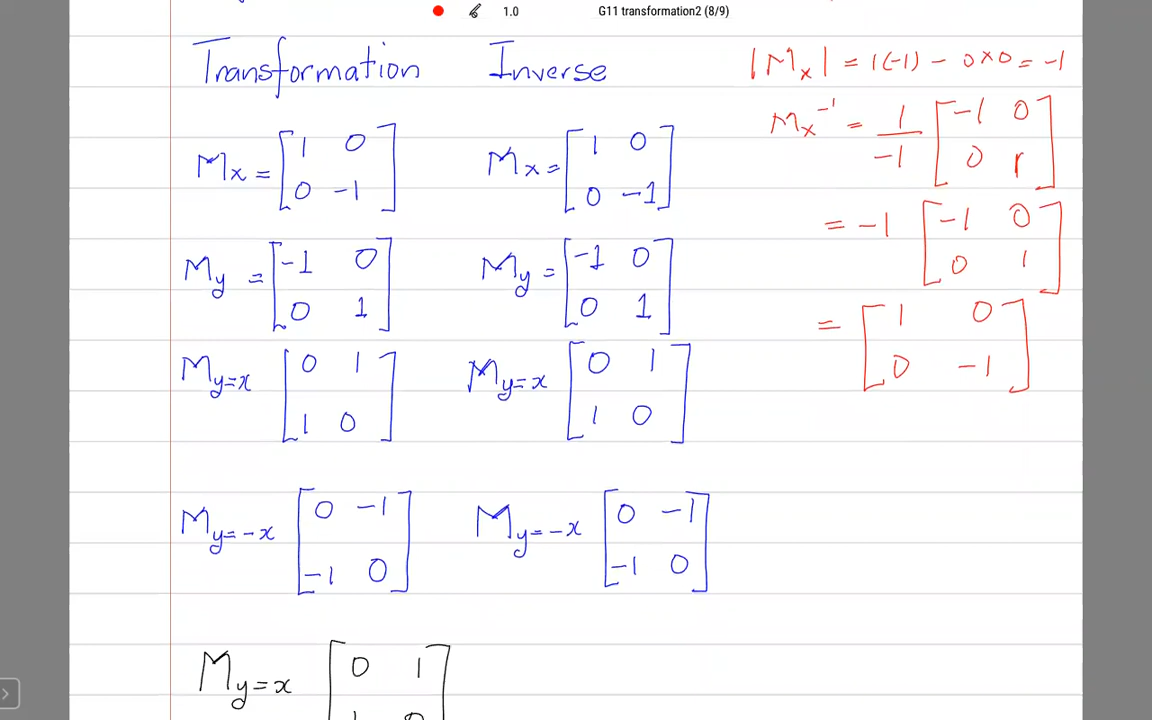 1.0 G11 transformation2 (8/9)
Transformation Inverse
Mx = [1 0
0 -1]
Mx = [1 0
0 -1]
My = [-1 0
0 1]
My = [-1 0
0 1]
My=x [0 1
1 0]
My=x [0 1
1 0]
My=-x [0 -1
-1 0]
My=-x [0 -1
-1 0]
My=x [0 1
|Mx| = 1(-1) - 0×0 = -1
Mx⁻¹ = 1/-1 [-1 0
0 1]
= -1 [-1 0
0 1]
= [1 0
0 -1]